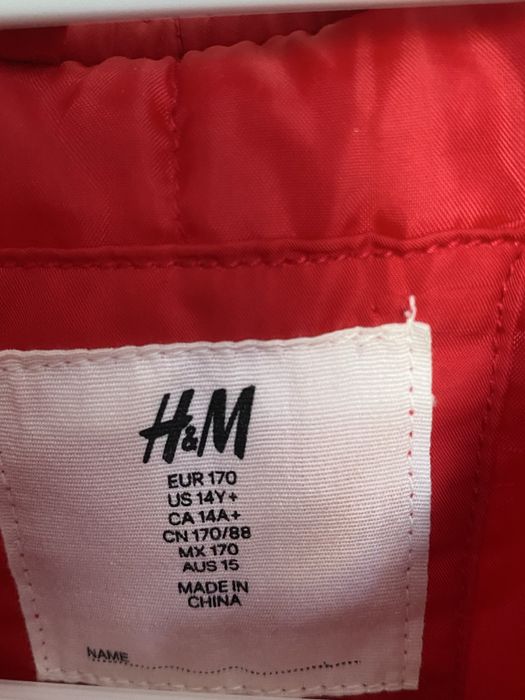 H&M
EUR 170
US 14Y+
CA 14A+
CN 170/88
MX 170
AUS 15
MADE IN
CHINA
NAME